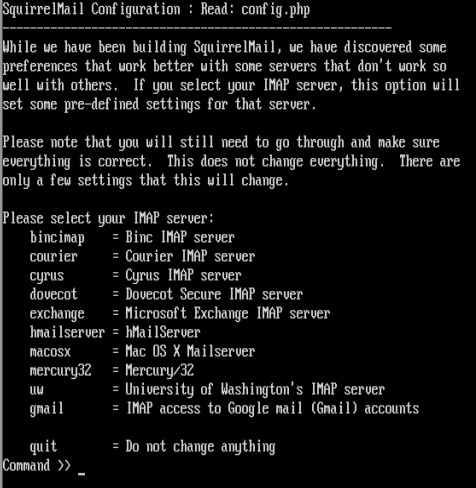 SquirrelMail Configuration : Read: config.php
---------------------------------------------------------
While we have been building SquirrelMail, we have discovered some
preferences that work better with some servers that don't work so
well with others.  If you select your IMAP server, this option will
set some pre-defined settings for that server.

Please note that you will still need to go through and make sure
everything is correct.  This does not change everything.  There are
only a few settings that this will change.

Please select your IMAP server:
    bincimap    = Binc IMAP server
    courier     = Courier IMAP server
    cyrus       = Cyrus IMAP server
    dovecot     = Dovecot Secure IMAP server
    exchange    = Microsoft Exchange IMAP server
    hmailserver = hMailServer
    macosx      = Mac OS X Mailserver
    mercury32   = Mercury/32
    uw          = University of Washington's IMAP server
    gmail       = IMAP access to Google mail (Gmail) accounts

    quit        = Do not change anything
Command >> _